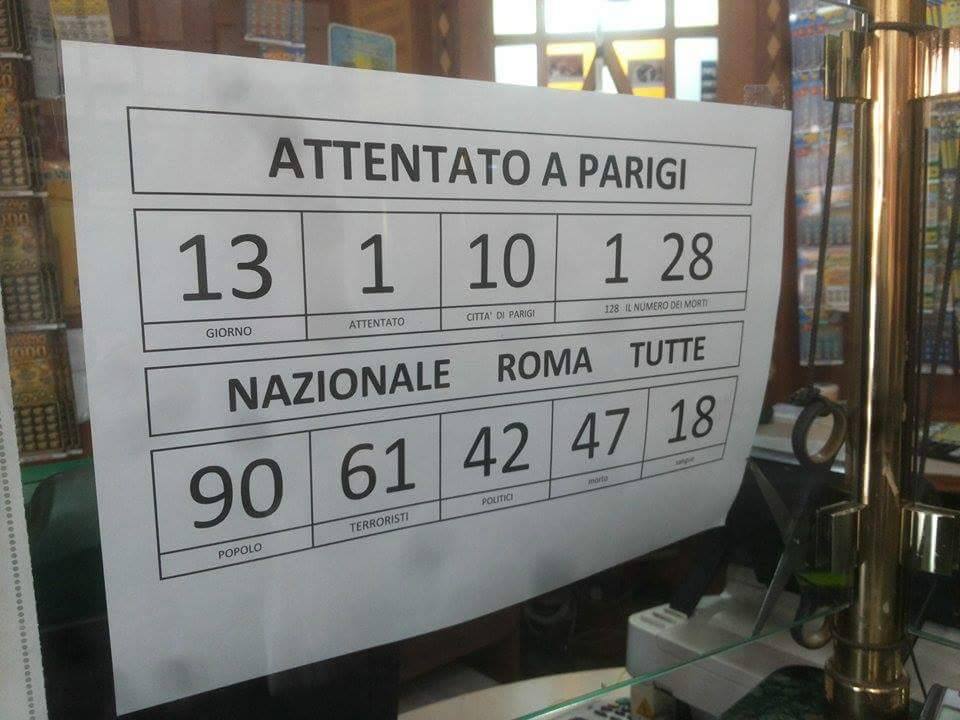 ATTENTATO A PARIGI
13 1 10 1 28
GIORNO ATTENTATO CITTA' DI PARIGI 128 IL NUMERO DEI MORTI
NAZIONALE ROMA TUTTE
90 61 42 47 18
POPOLO TERRORISTI POLITICI morto sangue